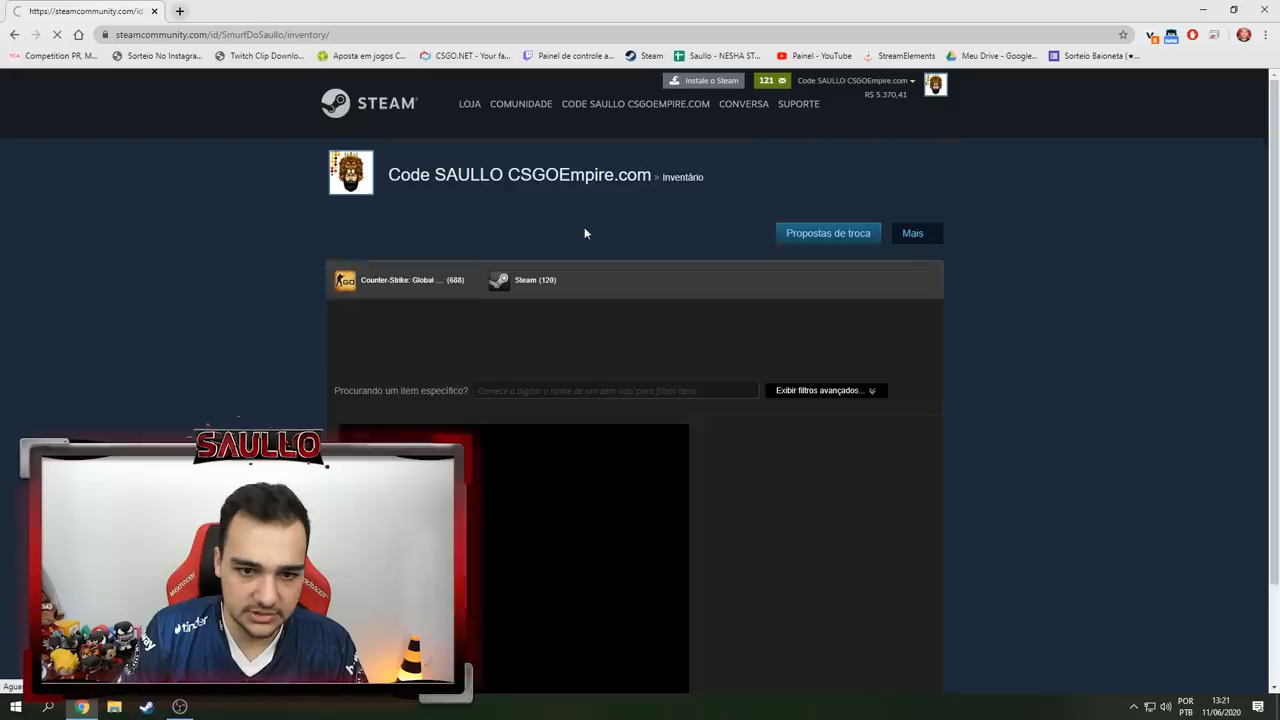 steamcommunity.com/id
steamcommunity.com/id/SmurfDoSaullo/inventory/
Competition PR, M...
Sorteio No Instagra...
Twitch Clip Downlo...
Aposta em jogos C...
CSGO.NET - Your fa...
Painel de controle a...
Steam
Saullo - NESHA ST...
Painel - YouTube
StreamElements
Meu Drive - Google...
Sorteio Baioneta ★...
Instale o Steam
121
Code SAULLO CSGOEmpire.com
R$ 5.370,41
STEAM
LOJA COMUNIDADE CODE SAULLO CSGOEMPIRE.COM CONVERSA SUPORTE
Code SAULLO CSGOEmpire.com » Inventário
Propostas de troca
Mais
Counter-Strike: Global .... (688)
Steam (120)
Procurando um item específico?
Comece a digitar o nome de um item aqui para filtrar itens
Exibir filtros avançados...
SAULLO
tinder
MAXRACER
Aguar
POR
PTB
13:21
11/06/2020